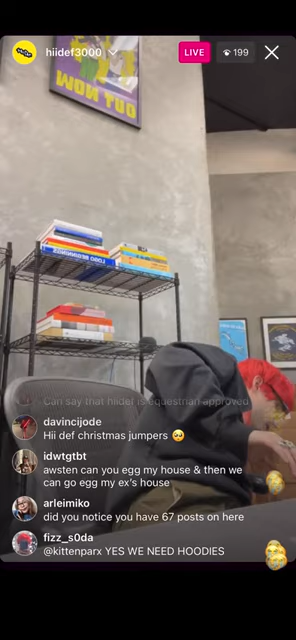 hiidef3000
LIVE
199
Can say that hiidef is equestrian approved
davincijode
Hii def christmas jumpers 🥺
idwtgtbt
awsten can you egg my house & then we
can go egg my ex's house
arleimiko
did you notice you have 67 posts on here
fizz_s0da
@kittenparx YES WE NEED HOODIES